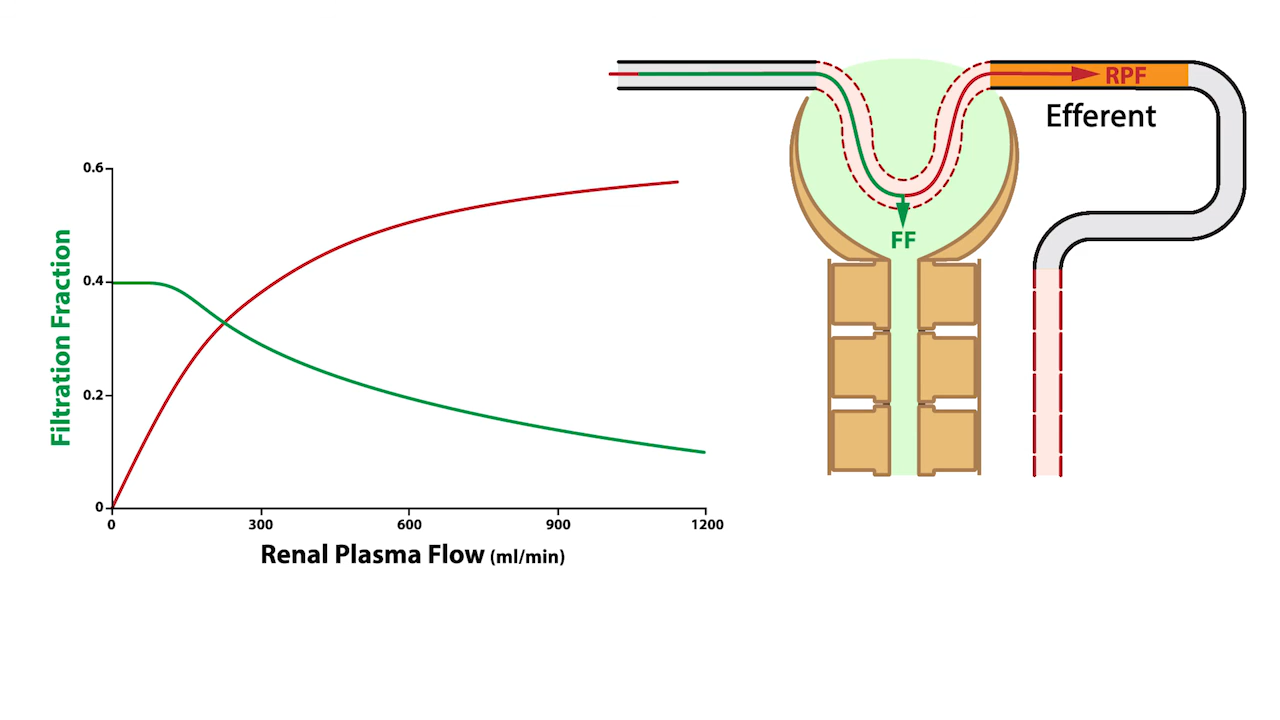 RPF
Efferent
FF
Filtration Fraction
0.6
0.4
0.2
0
0 300 600 900 1200
Renal Plasma Flow (ml/min)